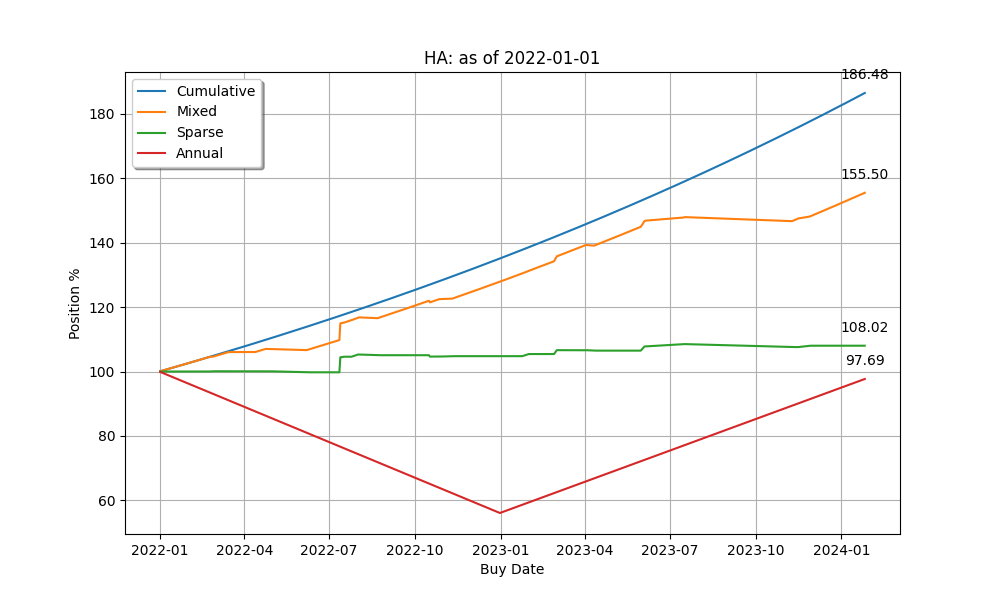 HA: as of 2022-01-01
Cumulative
Mixed
Sparse
Annual
186.48
155.50
108.02
97.69
Position %
180
160
140
120
100
80
60
2022-01
2022-04
2022-07
2022-10
2023-01
2023-04
2023-07
2023-10
2024-01
Buy Date